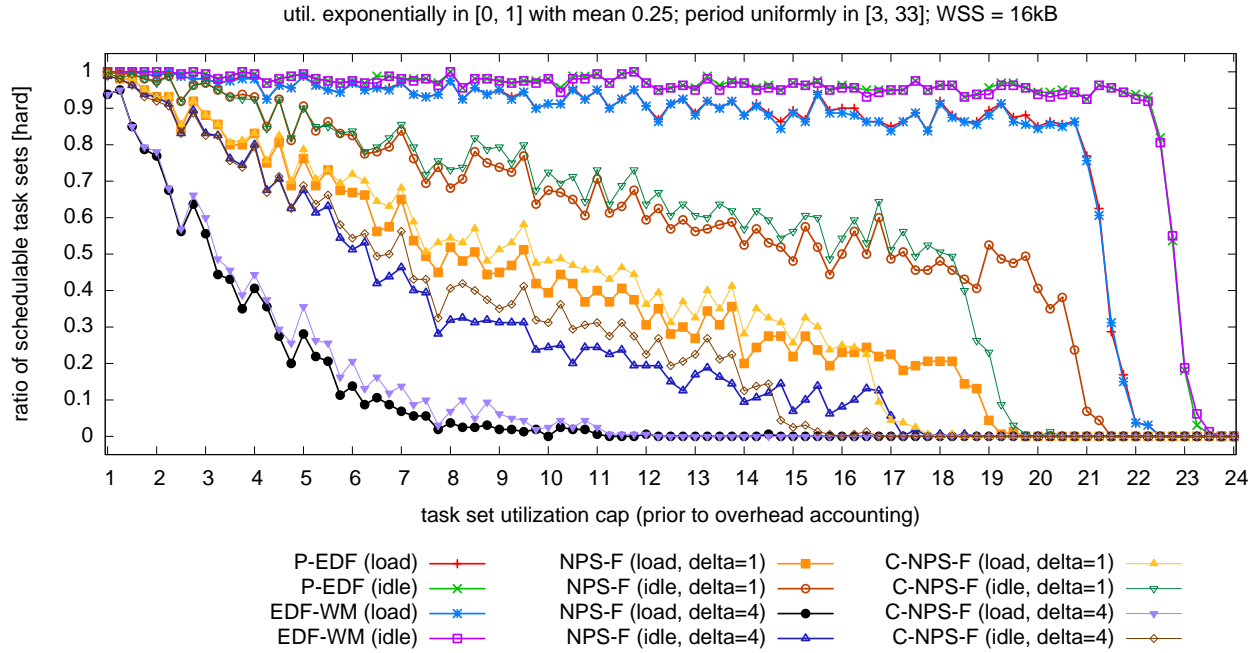 util. exponentially in [0, 1] with mean 0.25; period uniformly in [3, 33]; WSS = 16kB
ratio of schedulable task sets [hard]
1
0.9
0.8
0.7
0.6
0.5
0.4
0.3
0.2
0.1
0
1 2 3 4 5 6 7 8 9 10 11 12 13 14 15 16 17 18 19 20 21 22 23 24
task set utilization cap (prior to overhead accounting)
P-EDF (load) NPS-F (load, delta=1) C-NPS-F (load, delta=1)
P-EDF (idle) NPS-F (idle, delta=1) C-NPS-F (idle, delta=1)
EDF-WM (load) NPS-F (load, delta=4) C-NPS-F (load, delta=4)
EDF-WM (idle) NPS-F (idle, delta=4) C-NPS-F (idle, delta=4)